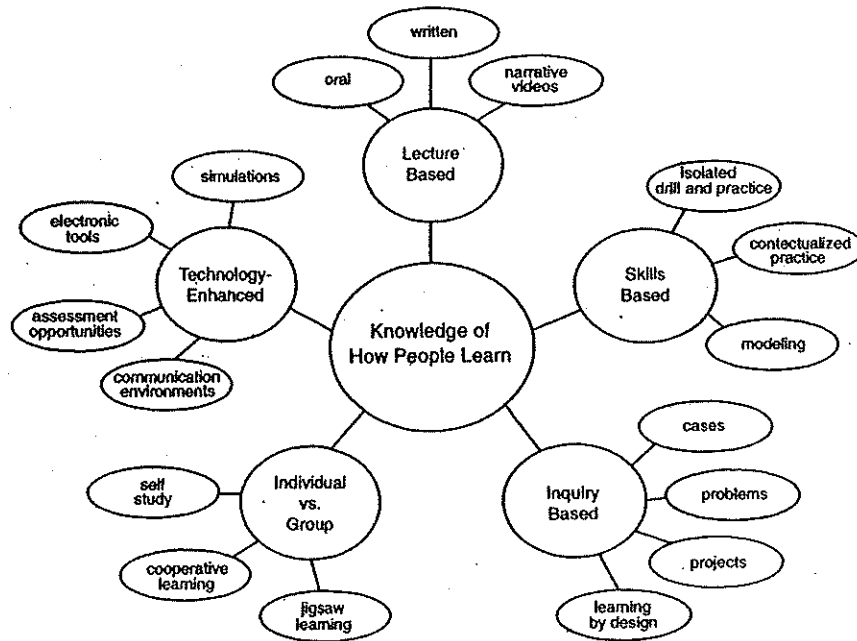 written
oral
narrative
videos
Lecture
Based
simulations
electronic
tools
Technology-
Enhanced
assessment
opportunities
communication
environments
isolated
drill and practice
contectualized
practice
Skills
Based
modeling
Knowledge of
How People Learn
self
study
Individual
vs.
Group
cooperative
learning
jigsaw
learning
cases
Inquiry
Based
problems
projects
learning
by design